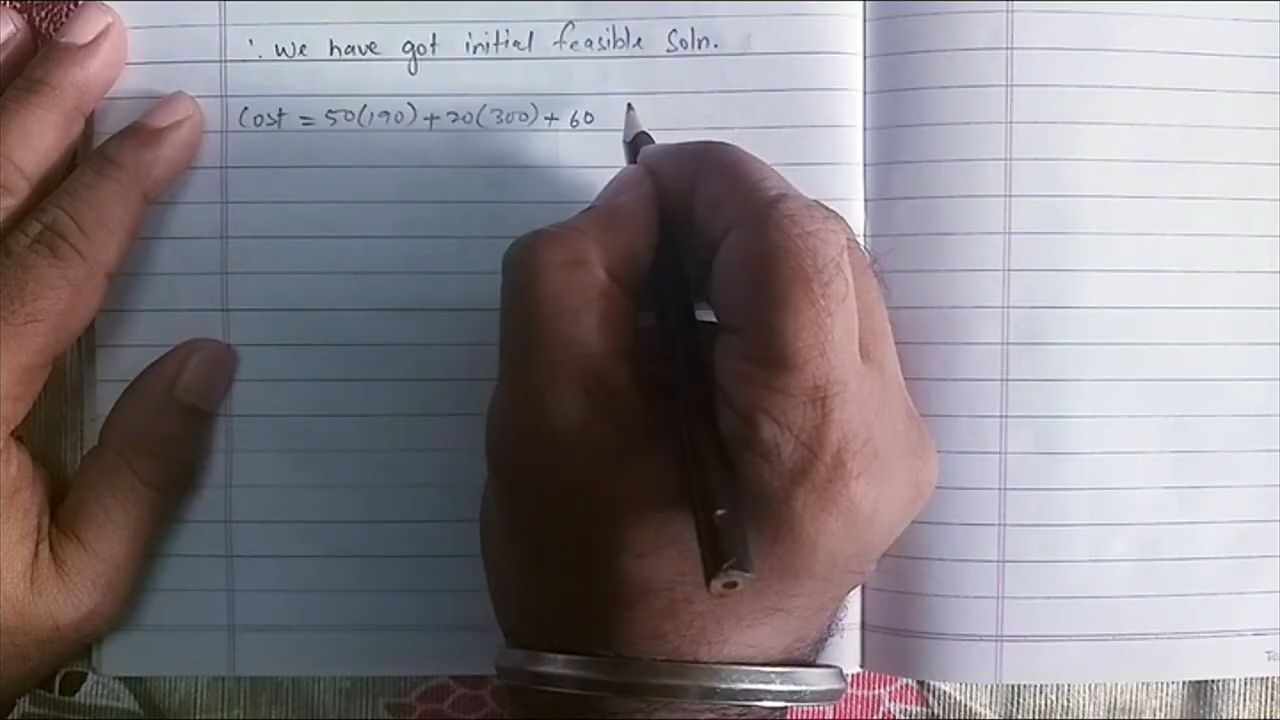 ∴ We have got initial feasible Soln.
Cost = 50(190) + 20(300) + 60